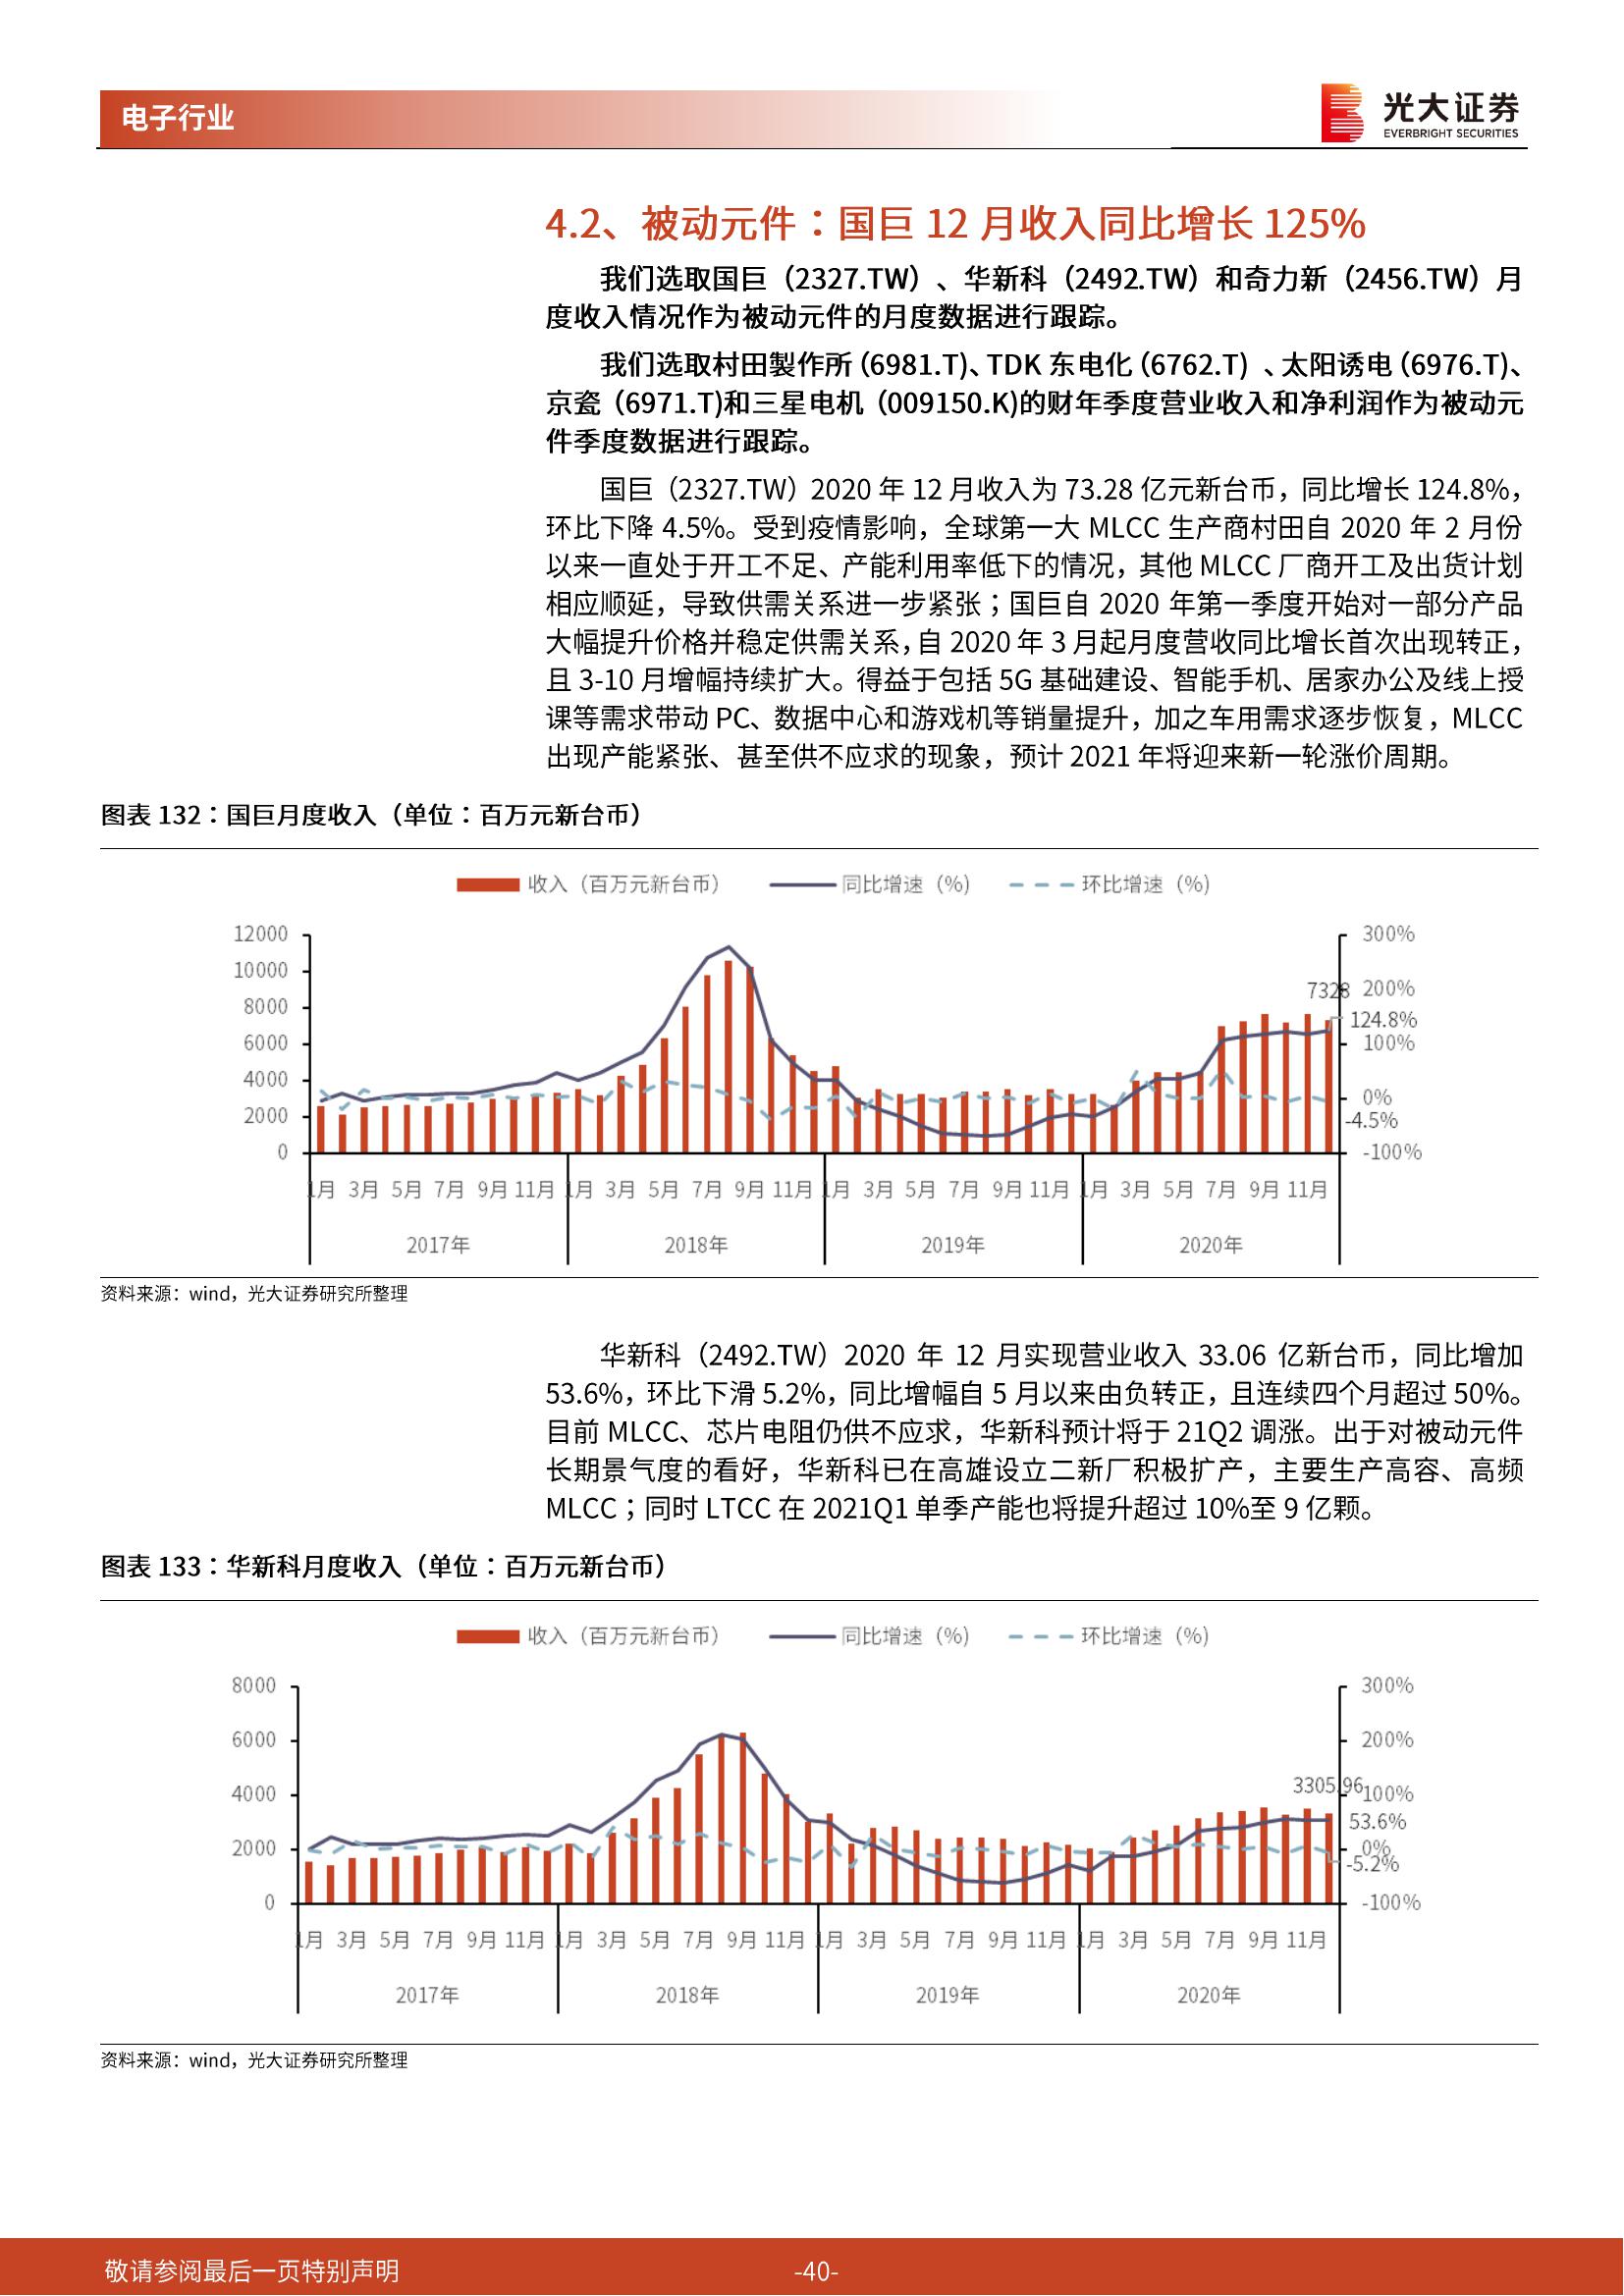 电子行业
光大证券
EVERBRIGHT SECURITIES
4.2、被动元件：国巨 12 月收入同比增长 125%
我们选取国巨（2327.TW）、华新科（2492.TW）和奇力新（2456.TW）月
度收入情况作为被动元件的月度数据进行跟踪。
我们选取村田製作所（6981.T)、TDK 东电化（6762.T）、太阳诱电（6976.T)、
京瓷（6971.T)和三星电机（009150.K)的财年季度营业收入和净利润作为被动元
件季度数据进行跟踪。
国巨（2327.TW）2020 年 12 月收入为 73.28 亿元新台币，同比增长 124.8%，
环比下降 4.5%。受到疫情影响，全球第一大 MLCC 生产商村田自 2020 年 2 月份
以来一直处于开工不足、产能利用率低下的情况，其他 MLCC 厂商开工及出货计划
相应顺延，导致供需关系进一步紧张；国巨自 2020 年第一季度开始对一部分产品
大幅提升价格并稳定供需关系，自 2020 年 3 月起月度营收同比增长首次出现转正，
且 3-10 月增幅持续扩大。得益于包括 5G 基础建设、智能手机、居家办公及线上授
课等需求带动 PC、数据中心和游戏机等销量提升，加之车用需求逐步恢复，MLCC
出现产能紧张、甚至供不应求的现象，预计 2021 年将迎来新一轮涨价周期。
图表 132：国巨月度收入（单位：百万元新台币）
收入（百万元新台币） 同比增速（%) 环比增速（%)
12000 300%
10000
8000 7328 200%
124.8%
6000 100%
4000
0%
2000 -4.5%
0 -100%
1月 3月 5月 7月 9月 11月 1月 3月 5月 7月 9月 11月 1月 3月 5月 7月 9月 11月 1月 3月 5月 7月 9月 11月
2017年 2018年 2019年 2020年
资料来源：wind，光大证券研究所整理
华新科（2492.TW）2020 年 12 月实现营业收入 33.06 亿新台币，同比增加
53.6%，环比下滑 5.2%，同比增幅自 5 月以来由负转正，且连续四个月超过 50%。
目前 MLCC、芯片电阻仍供不应求，华新科预计将于 21Q2 调涨。出于对被动元件
长期景气度的看好，华新科已在高雄设立二新厂积极扩产，主要生产高容、高频
MLCC；同时 LTCC 在 2021Q1 单季产能也将提升超过 10%至 9 亿颗。
图表 133：华新科月度收入（单位：百万元新台币）
收入（百万元新台币） 同比增速（%) 环比增速（%)
8000 300%
6000 200%
4000 3305.96 100%
53.6%
2000 0%
-5.2%
0 -100%
1月 3月 5月 7月 9月 11月 1月 3月 5月 7月 9月 11月 1月 3月 5月 7月 9月 11月 1月 3月 5月 7月 9月 11月
2017年 2018年 2019年 2020年
资料来源：wind，光大证券研究所整理
敬请参阅最后一页特别声明 -40-